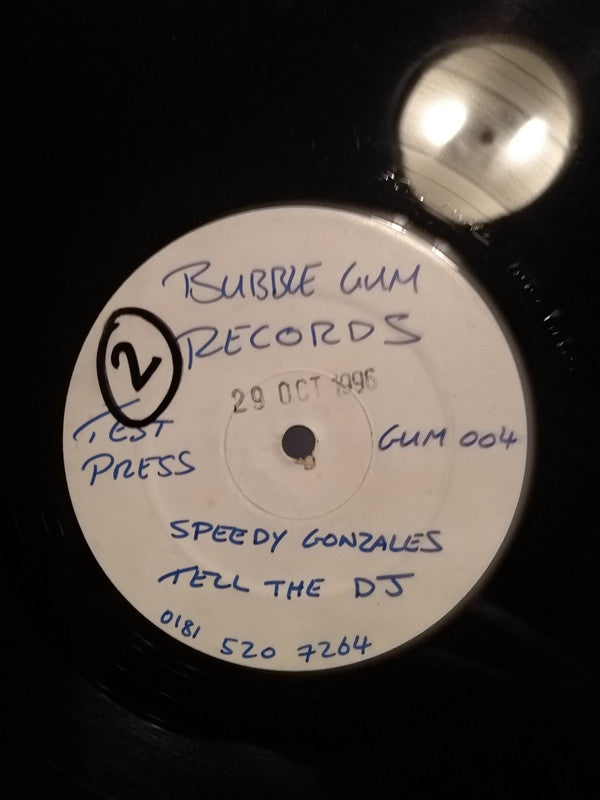 BUBBLE GUM
RECORDS
2
29 OCT 1996
TEST
PRESS
GUM 004
SPEEDY GONZALES
TELL THE DJ
0181 520 7264